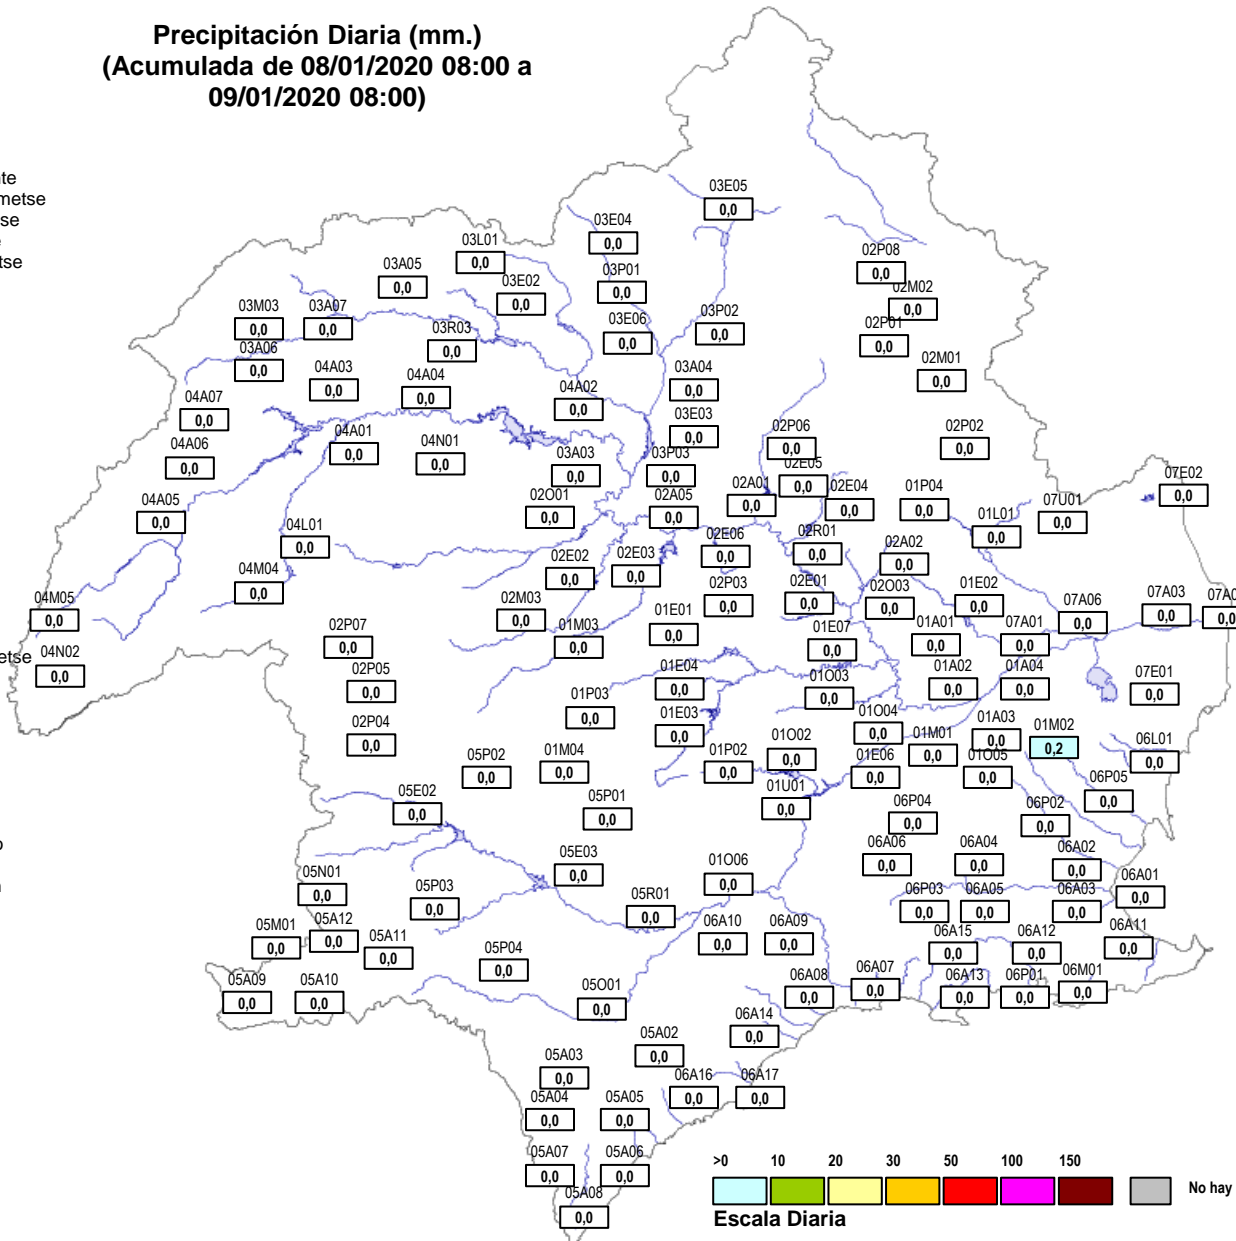 Precipitación Diaria (mm.)
(Acumulada de 08/01/2020 08:00 a
09/01/2020 08:00)
03E05
0,0
03E04
0,0
03L01
0,0
02P08
0,0
03A05
0,0
03P01
0,0
03E02
0,0
02M02
0,0
03M03
0,0
03A07
0,0
03E06
0,0
03P02
0,0
03R03
0,0
02P01
0,0
03A06
0,0
02M01
0,0
04A03
0,0
04A04
0,0
03A04
0,0
04A02
0,0
04A07
0,0
03E03
0,0
04A01
0,0
04N01
0,0
02P06
0,0
02P02
0,0
04A06
0,0
03A03
0,0
03P03
0,0
02E05
0,0
07E02
0,0
04A05
0,0
02O01
0,0
02A05
0,0
02A01
0,0
02E04
0,0
01P04
0,0
07U01
0,0
01L01
0,0
04L01
0,0
02E06
0,0
02R01
0,0
02A02
0,0
02E02
0,0
02E03
0,0
04M04
0,0
02P03
0,0
02E01
0,0
02O03
0,0
01E02
0,0
04M05
0,0
02M03
0,0
01E01
0,0
07A06
0,0
07A03
0,0
07A0
0,0
02P07
0,0
01M03
0,0
01E07
0,0
01A01
0,0
07A01
0,0
etse
04N02
0,0
02P05
0,0
01E04
0,0
01O03
0,0
01A02
0,0
01A04
0,0
07E01
0,0
01P03
0,0
02P04
0,0
01E03
0,0
01O04
0,0
01M01
0,0
01A03
0,0
01M02
0,2
05P02
0,0
01M04
0,0
01P02
0,0
01O02
0,0
01E06
0,0
01O05
0,0
06L01
0,0
05E02
0,0
05P01
0,0
01U01
0,0
06P04
0,0
06P02
0,0
06P05
0,0
05E03
0,0
01O06
0,0
06A06
0,0
06A04
0,0
06A02
0,0
05N01
0,0
05P03
0,0
05R01
0,0
06P03
0,0
06A05
0,0
06A03
0,0
06A01
0,0
05M01
0,0
05A12
0,0
05A11
0,0
06A10
0,0
06A09
0,0
06A15
0,0
06A12
0,0
06A11
0,0
05P04
0,0
05A09
0,0
05A10
0,0
05O01
0,0
06A08
0,0
06A07
0,0
06A13
0,0
06P01
0,0
06M01
0,0
06A14
0,0
05A02
0,0
05A03
0,0
06A16
0,0
06A17
0,0
05A04
0,0
05A05
0,0
05A07
0,0
05A06
0,0
05A08
0,0
>0 10 20 30 50 100 150
No hay
Escala Diaria